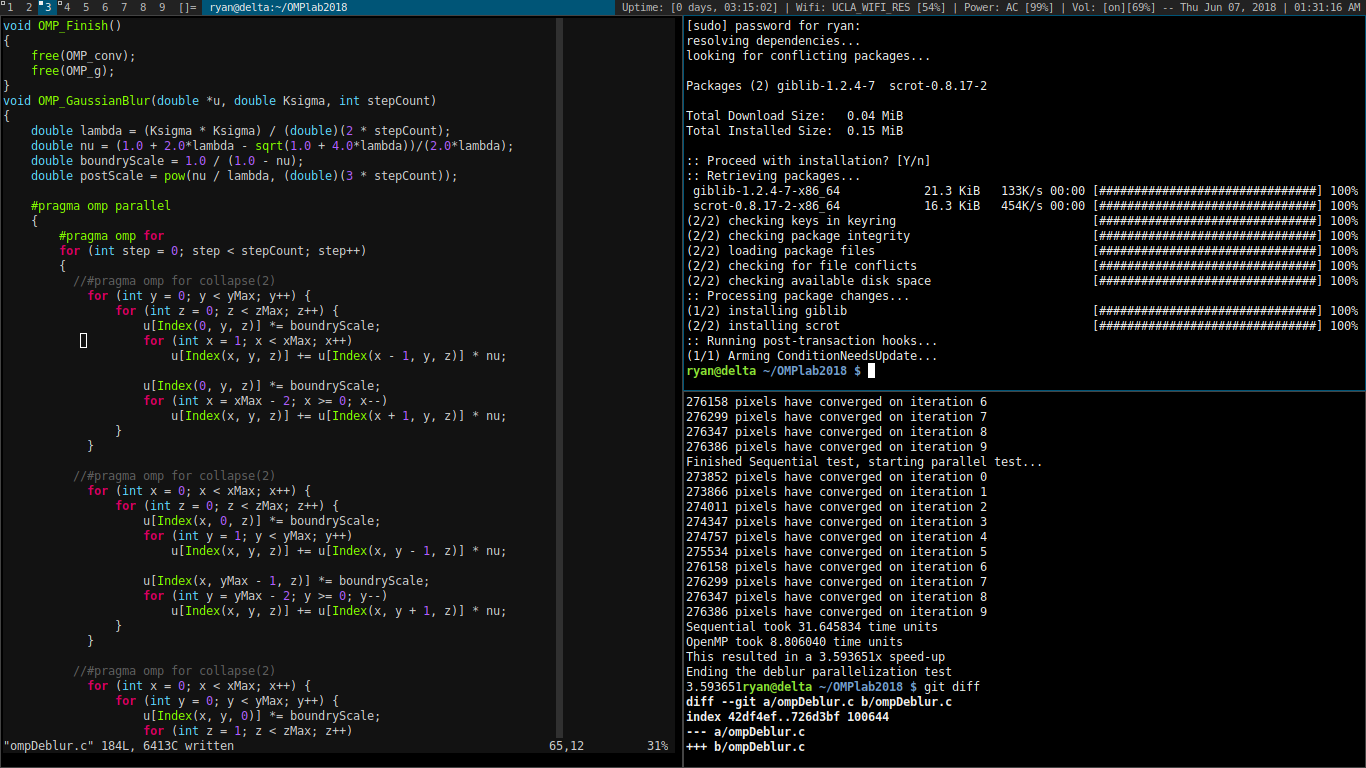 1 2 3 4 5 6 7 8 9 []= ryan@delta:~/OMPlab2018 Uptime: [0 days, 03:15:02] | Wifi: UCLA_WIFI_RES [54%] | Power: AC [99%] | Vol: [on][69%] -- Thu Jun 07, 2018 | 01:31:16 AM
void OMP_Finish()
{
    free(OMP_conv);
    free(OMP_g);
}
void OMP_GaussianBlur(double *u, double Ksigma, int stepCount)
{
    double lambda = (Ksigma * Ksigma) / (double)(2 * stepCount);
    double nu = (1.0 + 2.0*lambda - sqrt(1.0 + 4.0*lambda))/(2.0*lambda);
    double boundryScale = 1.0 / (1.0 - nu);
    double postScale = pow(nu / lambda, (double)(3 * stepCount));
    #pragma omp parallel
    {
        #pragma omp for
        for (int step = 0; step < stepCount; step++)
        {
          //#pragma omp for collapse(2)
            for (int y = 0; y < yMax; y++) {
                for (int z = 0; z < zMax; z++) {
                    u[Index(0, y, z)] *= boundryScale;
                    for (int x = 1; x < xMax; x++)
                        u[Index(x, y, z)] += u[Index(x - 1, y, z)] * nu;
                    u[Index(0, y, z)] *= boundryScale;
                    for (int x = xMax - 2; x >= 0; x--)
                        u[Index(x, y, z)] += u[Index(x + 1, y, z)] * nu;
                }
            }
          //#pragma omp for collapse(2)
            for (int x = 0; x < xMax; x++) {
                for (int z = 0; z < zMax; z++) {
                    u[Index(x, 0, z)] *= boundryScale;
                    for (int y = 1; y < yMax; y++)
                        u[Index(x, y, z)] += u[Index(x, y - 1, z)] * nu;
                    u[Index(x, yMax - 1, z)] *= boundryScale;
                    for (int y = yMax - 2; y >= 0; y--)
                        u[Index(x, y, z)] += u[Index(x, y + 1, z)] * nu;
                }
            }
          //#pragma omp for collapse(2)
            for (int x = 0; x < xMax; x++) {
                for (int y = 0; y < yMax; y++) {
                    u[Index(x, y, 0)] *= boundryScale;
                    for (int z = 1; z < zMax; z++)
"ompDeblur.c" 184L, 6413C written 65,12 31%
[sudo] password for ryan:
resolving dependencies...
looking for conflicting packages...
Packages (2) giblib-1.2.4-7  scrot-0.8.17-2
Total Download Size:   0.04 MiB
Total Installed Size:  0.15 MiB
:: Proceed with installation? [Y/n]
:: Retrieving packages...
 giblib-1.2.4-7-x86_64 21.3 KiB 133K/s 00:00 [###############################] 100%
 scrot-0.8.17-2-x86_64 16.3 KiB 454K/s 00:00 [###############################] 100%
(2/2) checking keys in keyring [###############################] 100%
(2/2) checking package integrity [###############################] 100%
(2/2) loading package files [###############################] 100%
(2/2) checking for file conflicts [###############################] 100%
(2/2) checking available disk space [###############################] 100%
:: Processing package changes...
(1/2) installing giblib [###############################] 100%
(2/2) installing scrot [###############################] 100%
:: Running post-transaction hooks...
(1/1) Arming ConditionNeedsUpdate...
ryan@delta ~/OMPlab2018 $
276158 pixels have converged on iteration 6
276299 pixels have converged on iteration 7
276347 pixels have converged on iteration 8
276386 pixels have converged on iteration 9
Finished Sequential test, starting parallel test...
273852 pixels have converged on iteration 0
273866 pixels have converged on iteration 1
274011 pixels have converged on iteration 2
274347 pixels have converged on iteration 3
274757 pixels have converged on iteration 4
275534 pixels have converged on iteration 5
276158 pixels have converged on iteration 6
276299 pixels have converged on iteration 7
276347 pixels have converged on iteration 8
276386 pixels have converged on iteration 9
Sequential took 31.645834 time units
OpenMP took 8.806040 time units
This resulted in a 3.593651x speed-up
Ending the deblur parallelization test
3.593651ryan@delta ~/OMPlab2018 $ git diff
diff --git a/ompDeblur.c b/ompDeblur.c
index 42df4ef..726d3bf 100644
--- a/ompDeblur.c
+++ b/ompDeblur.c